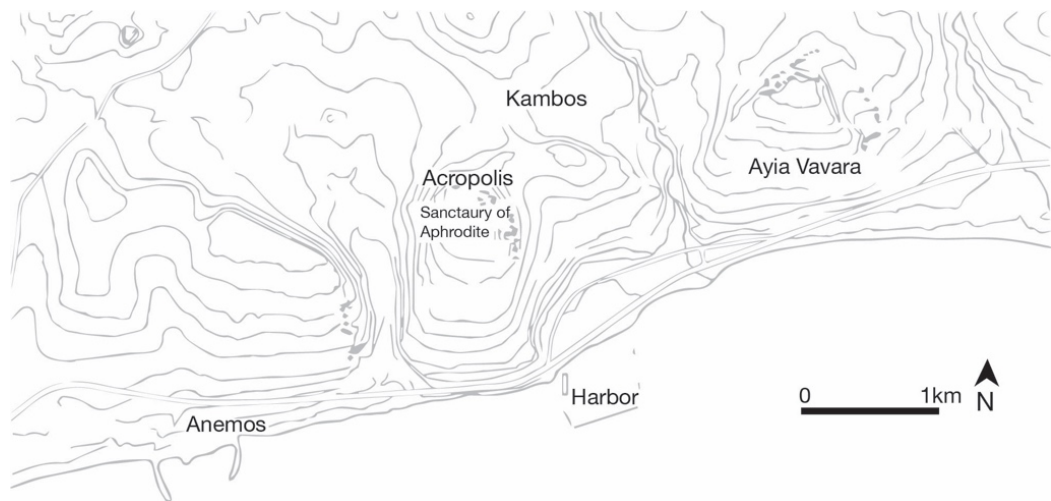 Kambos
Ayia Vavara
Acropolis
Sanctaury of
Aphrodite
Harbor
Anemos
0 1km
N